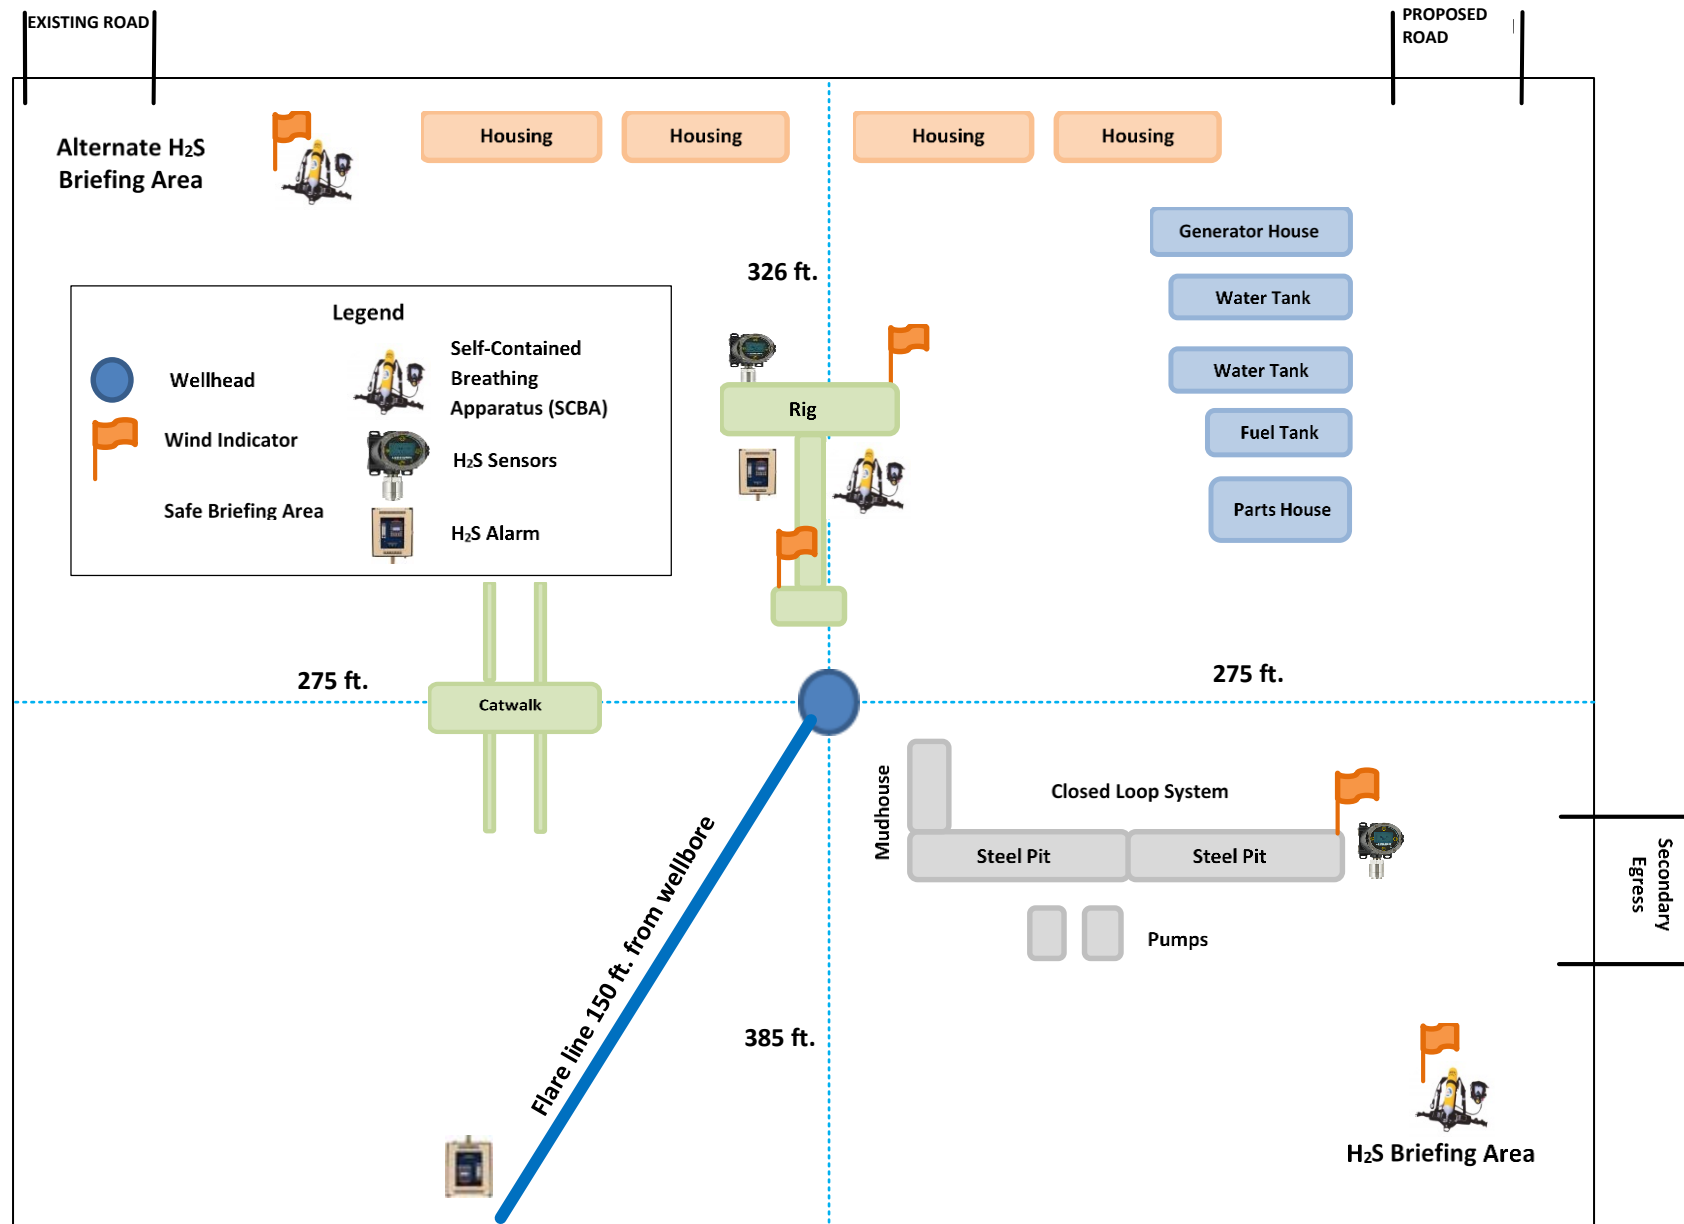 EXISTING ROAD
PROPOSED
ROAD
Alternate H₂S
Briefing Area
Housing
Housing
Housing
Housing
Generator House
Water Tank
Water Tank
Fuel Tank
Parts House
326 ft.
Legend
Wellhead
Wind Indicator
Safe Briefing Area
Self-Contained
Breathing
Apparatus (SCBA)
H₂S Sensors
H₂S Alarm
Rig
275 ft.
Catwalk
275 ft.
Mudhouse
Closed Loop System
Steel Pit
Steel Pit
Pumps
Secondary
Egress
Flare line 150 ft. from wellbore
385 ft.
H₂S Briefing Area